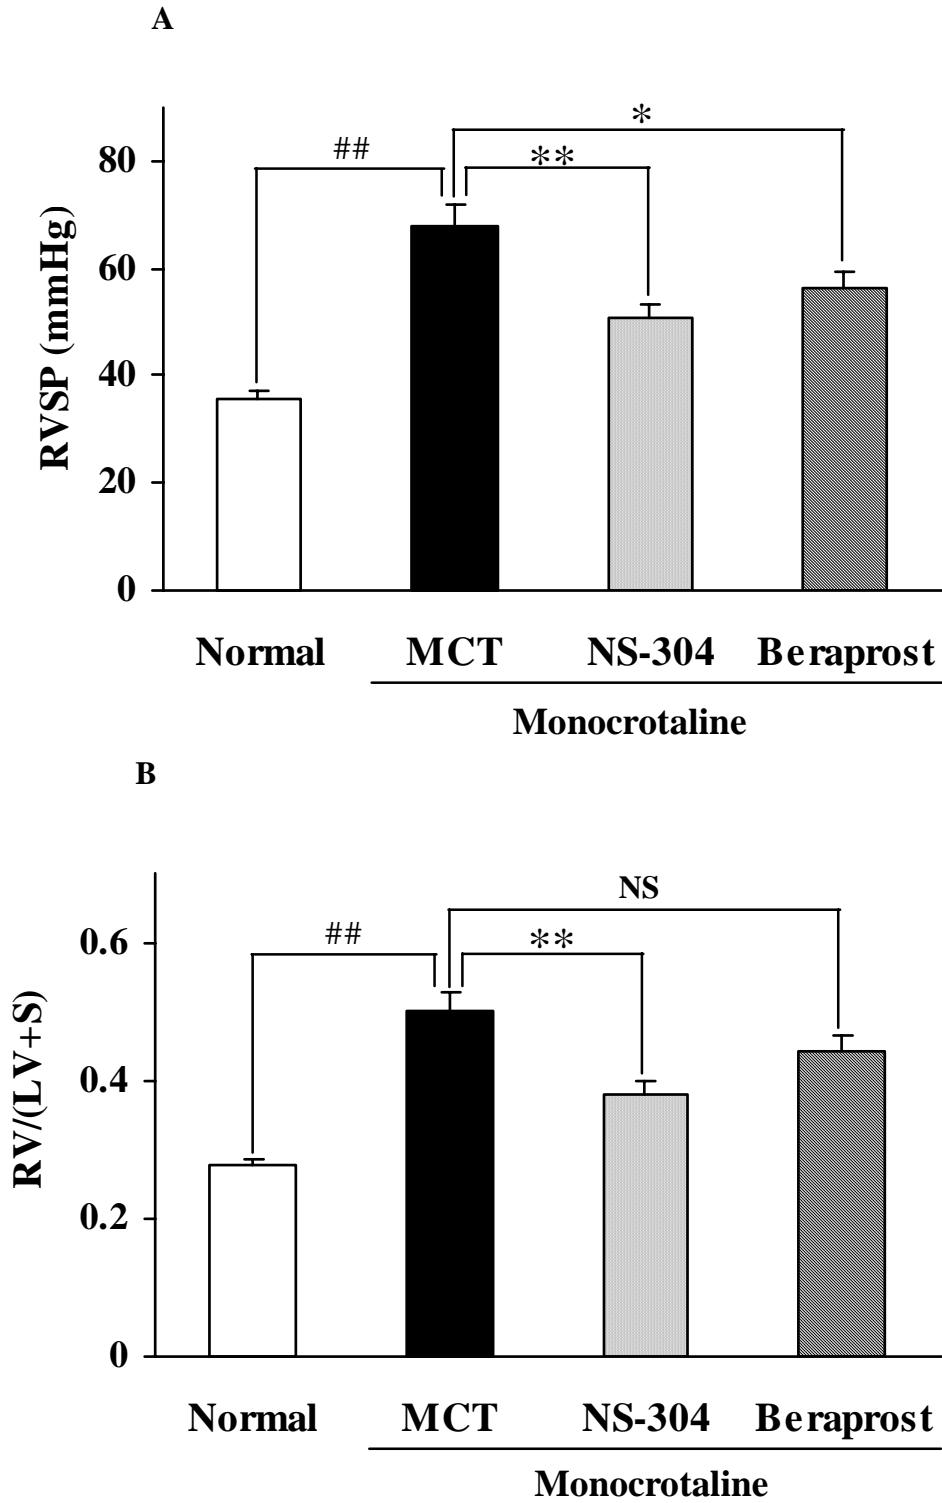 A
*
##
**
80
60
40
20
0
RVSP (mmHg)
Normal MCT NS-304 Beraprost
Monocrotaline
B
NS
##
**
0.6
0.4
0.2
0
RV/(LV+S)
Normal MCT NS-304 Beraprost
Monocrotaline